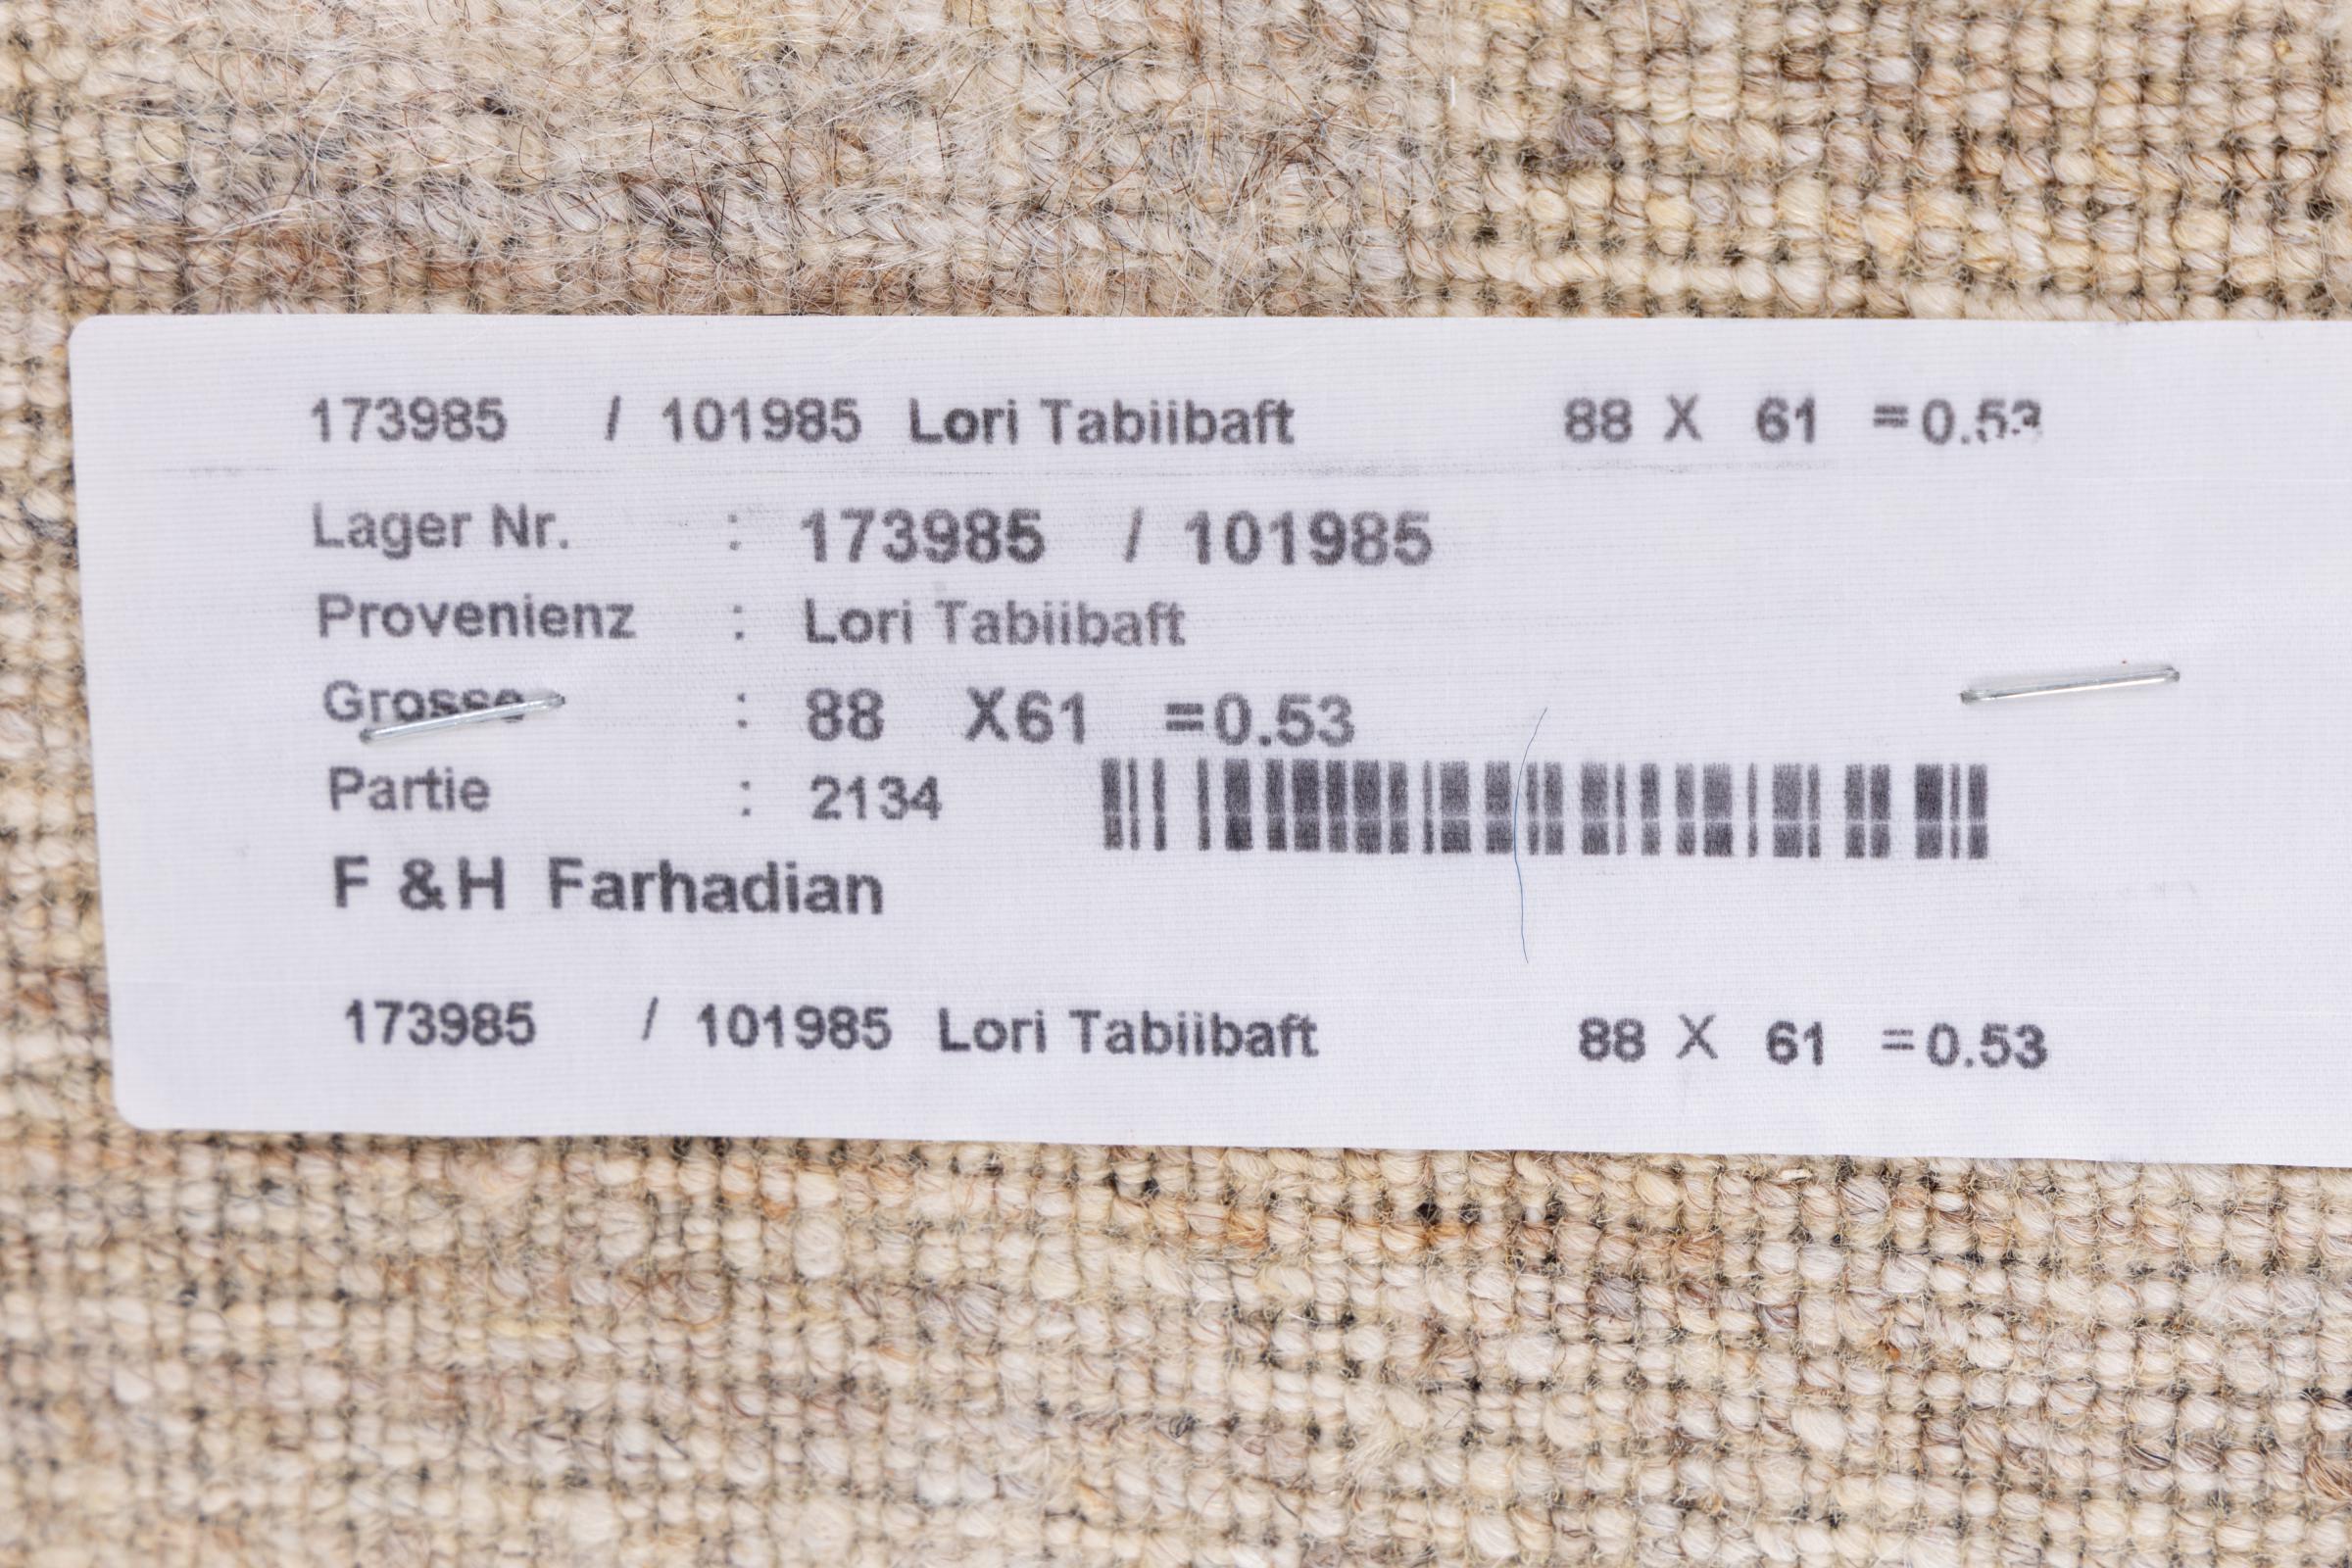 173985 / 101985 Lori Tabiibaft 88 X 61 =0.53
Lager Nr. : 173985 / 101985
Provenienz : Lori Tabiibaft
Grosse : 88 X61 =0.53
Partie : 2134
F & H Farhadian
173985 / 101985 Lori Tabiibaft 88 X 61 =0.53